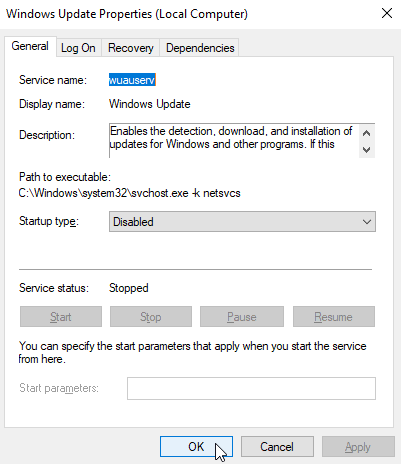 Windows Update Properties (Local Computer)
General Log On Recovery Dependencies
Service name: wuauserv
Display name: Windows Update
Description: Enables the detection, download, and installation of
updates for Windows and other programs. If this
Path to executable:
C:\Windows\system32\svchost.exe -k netsvcs
Startup type: Disabled
Service status: Stopped
Start Stop Pause Resume
You can specify the start parameters that apply when you start the service
from here.
Start parameters:
OK Cancel Apply